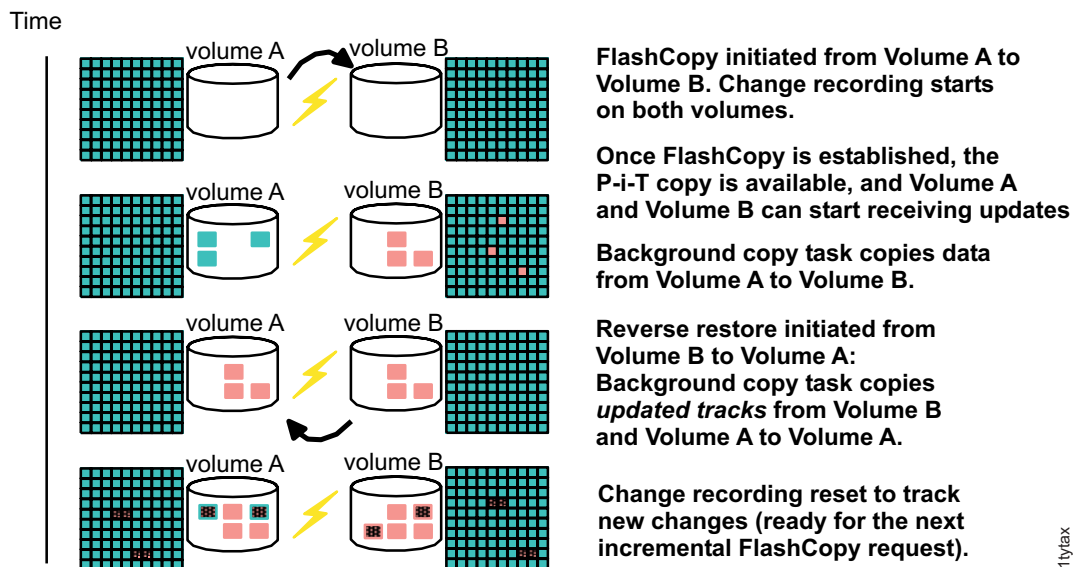 Time
volume A
volume B
FlashCopy initiated from Volume A to
Volume B. Change recording starts
on both volumes.
Once FlashCopy is established, the
P-i-T copy is available, and Volume A
and Volume B can start receiving updates
volume A
volume B
Background copy task copies data
from Volume A to Volume B.
volume A
volume B
Reverse restore initiated from
Volume B to Volume A:
Background copy task copies
updated tracks from Volume B
and Volume A to Volume A.
volume A
volume B
Change recording reset to track
new changes (ready for the next
incremental FlashCopy request).
1tytax